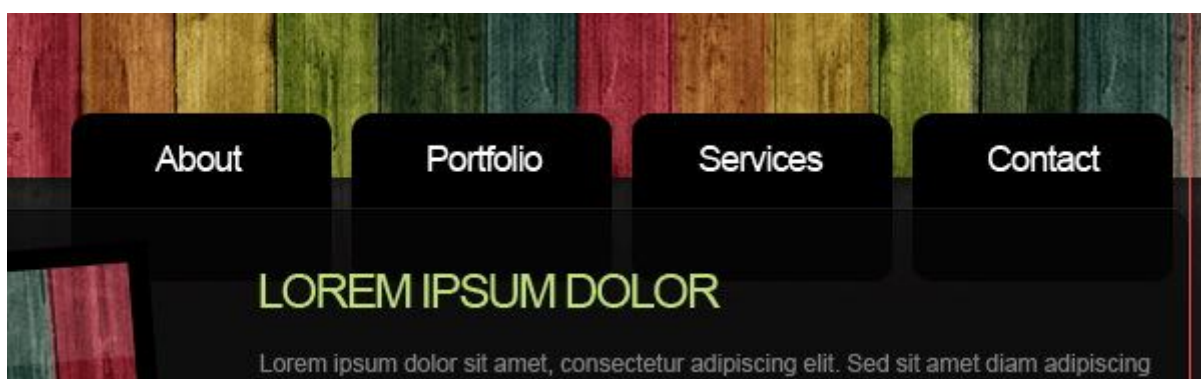 About Portfolio Services Contact
LOREM IPSUM DOLOR
Lorem ipsum dolor sit amet, consectetur adipiscing elit. Sed sit amet diam adipiscing